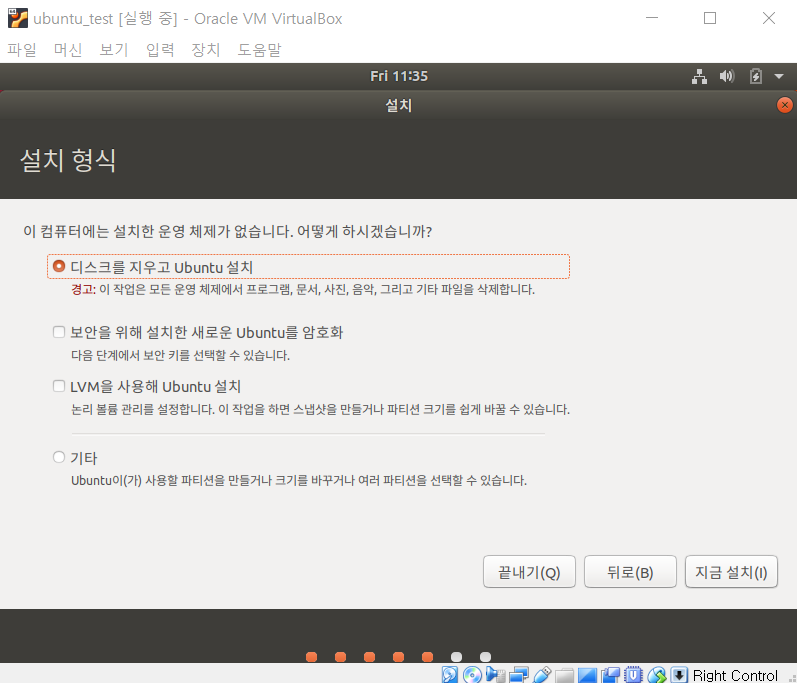 ubuntu_test [실행 중] - Oracle VM VirtualBox
파일 머신 보기 입력 장치 도움말
Fri 11:35
설치
설치 형식
이 컴퓨터에는 설치한 운영 체제가 없습니다. 어떻게 하시겠습니까?
디스크를 지우고 Ubuntu 설치
경고: 이 작업은 모든 운영 체제에서 프로그램, 문서, 사진, 음악, 그리고 기타 파일을 삭제합니다.
보안을 위해 설치한 새로운 Ubuntu를 암호화
다음 단계에서 보안 키를 선택할 수 있습니다.
LVM을 사용해 Ubuntu 설치
논리 볼륨 관리를 설정합니다. 이 작업을 하면 스냅샷을 만들거나 파티션 크기를 쉽게 바꿀 수 있습니다.
기타
Ubuntu이(가) 사용할 파티션을 만들거나 크기를 바꾸거나 여러 파티션을 선택할 수 있습니다.
끝내기(Q) 뒤로(B) 지금 설치(I)
Right Control